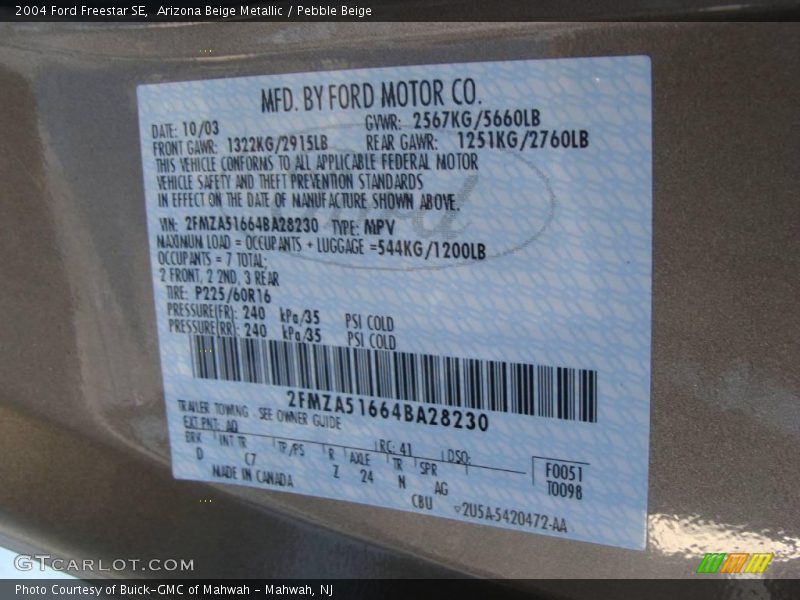 2004 Ford Freestar SE, Arizona Beige Metallic / Pebble Beige
MFD. BY FORD MOTOR CO.
DATE: 10/03 GVWR: 2567KG/5660LB
FRONT GAWR: 1322KG/2915LB REAR GAWR: 1251KG/2760LB
THIS VEHICLE CONFORMS TO ALL APPLICABLE FEDERAL MOTOR
VEHICLE SAFETY AND THEFT PREVENTION STANDARDS
IN EFFECT ON THE DATE OF MANUFACTURE SHOWN ABOVE.
VIN: 2FMZA51664BA28230 TYPE: MPV
MAXIMUM LOAD = OCCUPANTS + LUGGAGE =544KG/1200LB
OCCUPANTS = 7 TOTAL:
2 FRONT, 2 2ND, 3 REAR
TIRE: P225/60R16
PRESSURE(FR): 240 kPa/35 PSI COLD
PRESSURE(RR): 240 kPa/35 PSI COLD
2FMZA51664BA28230
TRAILER TOWING - SEE OWNER GUIDE
EXT PNT: AQ RC: 41 DSO:
BRK INT TR TP/PS R AXLE TR SPR F0051
D C7 Z 24 N AG T0098
MADE IN CANADA CBU ▿2U5A-5420472-AA
GTCARLOT.COM
Photo Courtesy of Buick-GMC of Mahwah - Mahwah, NJ